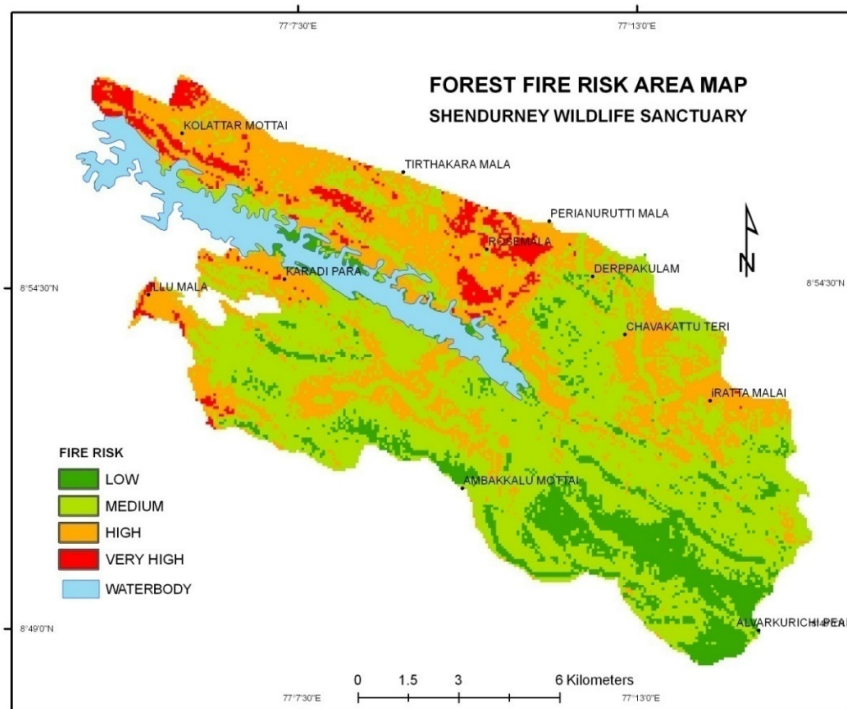 77°7'30"E
77°13'0"E
FOREST FIRE RISK AREA MAP
SHENDURNEY WILDLIFE SANCTUARY
KOLATTAR MOTTAI
TIRTHAKARA MALA
PERIANURUTTI MALA
ROSEMALA
N
KARADI PARA
DERPPAKULAM
8°54'30"N
ILLU MALA
8°54'30"N
CHAVAKATTU TERI
iRATTA MALAI
FIRE RISK
LOW
AMBAKKALU MOTTAI
MEDIUM
HIGH
VERY HIGH
WATERBODY
8°49'0"N
ALVARKURICHI PEA
0 1.5 3 6 Kilometers
77°7'30"E
77°13'0"E